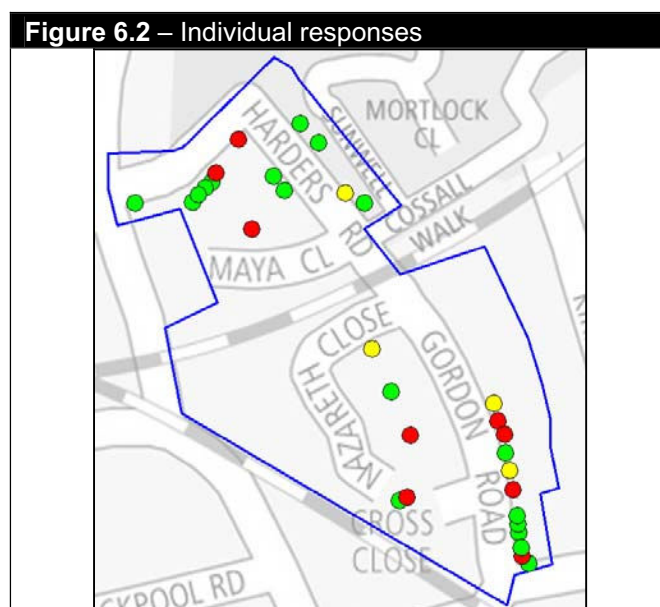 Figure 6.2 – Individual responses
MORTLOCK
CL
SUNWELL
HARDERS
RD
COSSALL
WALK
MAYA CL
NAZARETH
CLOSE
GORDON
ROAD
CROSS
CLOSE
CKPOOL RD